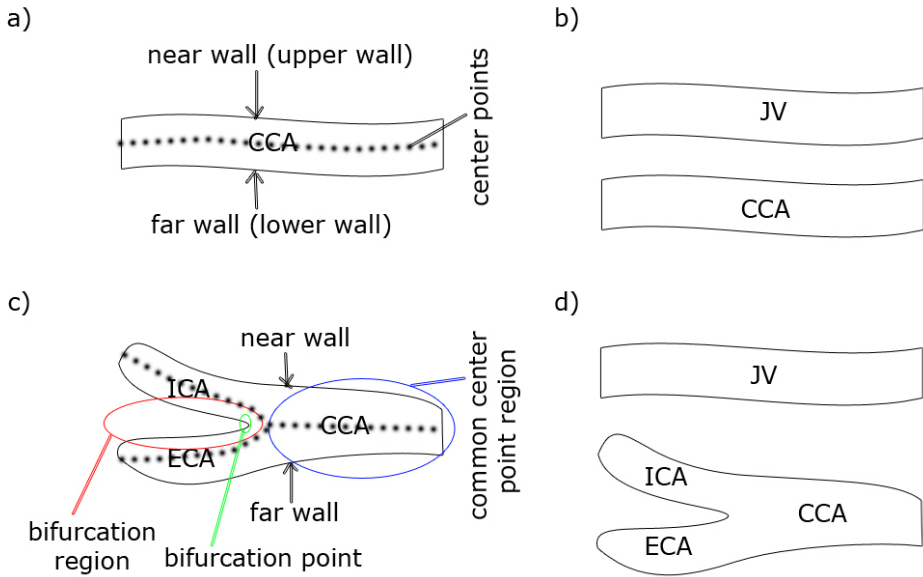 a)
near wall (upper wall)
CCA
center points
far wall (lower wall)
b)
JV
CCA
c)
near wall
ICA
CCA
ECA
common center
point region
far wall
bifurcation
region
bifurcation point
d)
JV
ICA
CCA
ECA